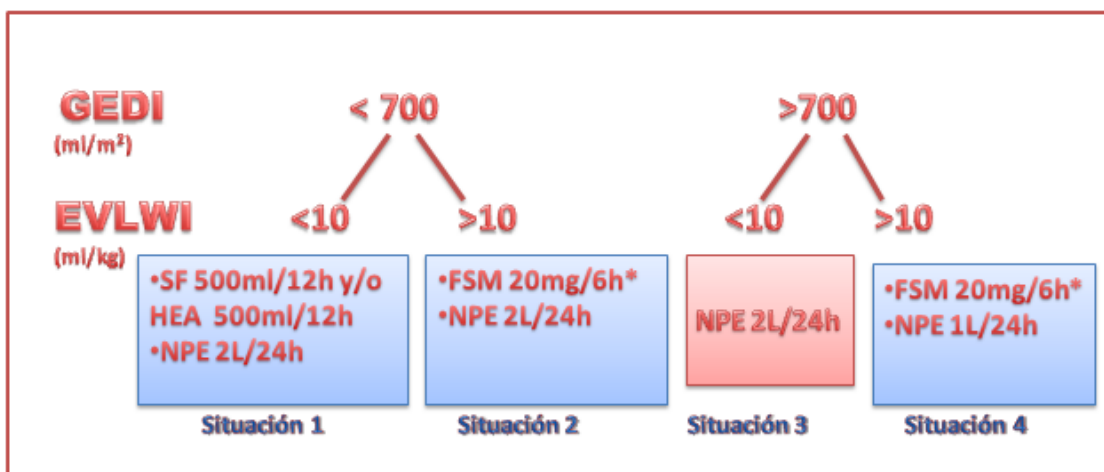 GEDI < 700 >700
(ml/m²)
EVLWI <10 >10 <10 >10
(ml/kg)
•SF 500ml/12h y/o
HEA 500ml/12h
•NPE 2L/24h
Situación 1
•FSM 20mg/6h*
•NPE 2L/24h
Situación 2
NPE 2L/24h
Situación 3
•FSM 20mg/6h*
•NPE 1L/24h
Situación 4